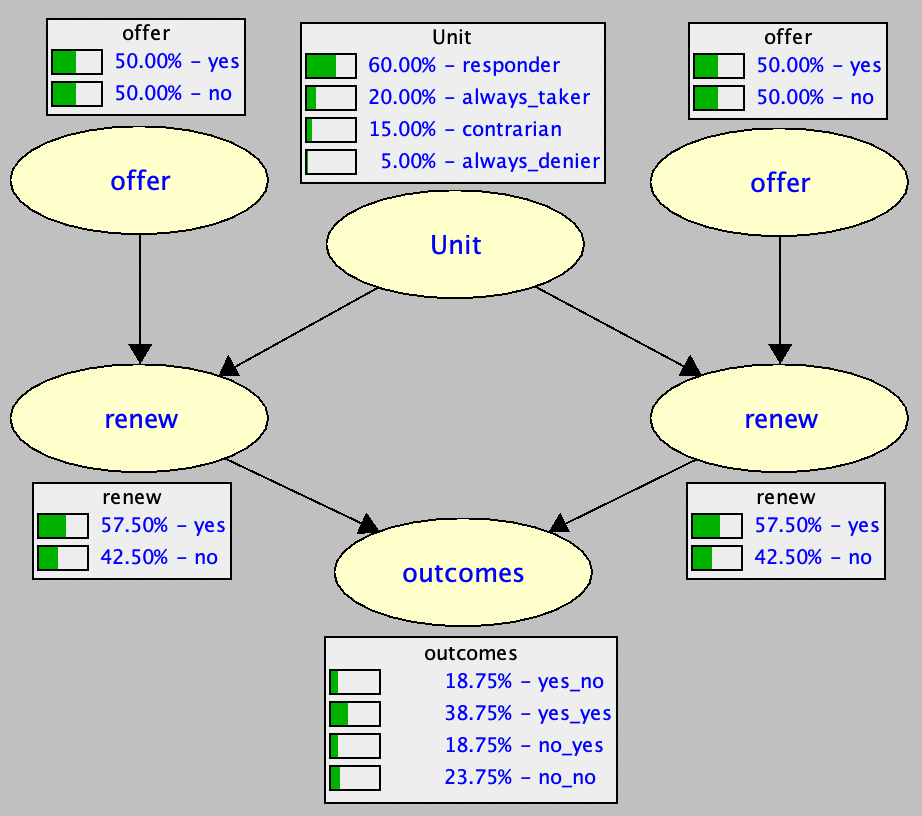 offer
50.00% – yes
50.00% – no
Unit
60.00% – responder
20.00% – always_taker
15.00% – contrarian
5.00% – always_denier
offer
50.00% – yes
50.00% – no
offer
Unit
offer
renew
renew
renew
57.50% – yes
42.50% – no
renew
57.50% – yes
42.50% – no
outcomes
outcomes
18.75% – yes_no
38.75% – yes_yes
18.75% – no_yes
23.75% – no_no